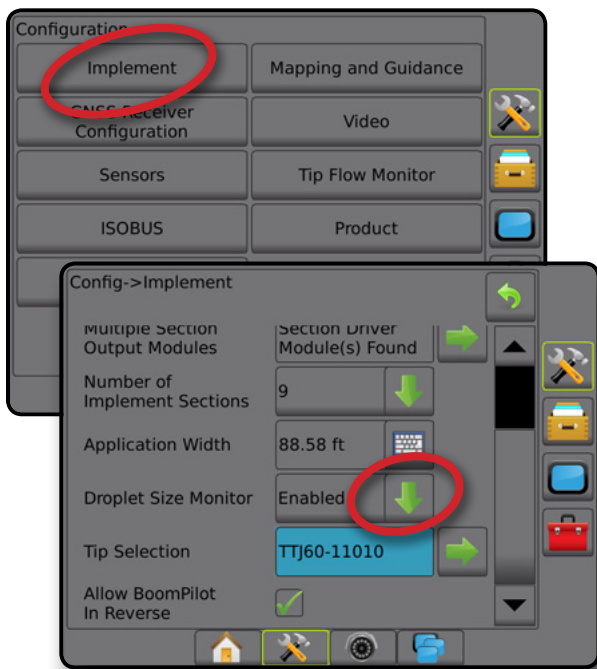 Configuration
Implement
Mapping and Guidance
GNSS Receiver
Configuration
Video
Sensors
Tip Flow Monitor
ISOBUS
Product
Config->Implement
Multiple Section
Output Modules
Section Driver
Module(s) Found
Number of
Implement Sections
9
Application Width
88.58 ft
Droplet Size Monitor
Enabled
Tip Selection
TTJ60-11010
Allow BoomPilot
In Reverse